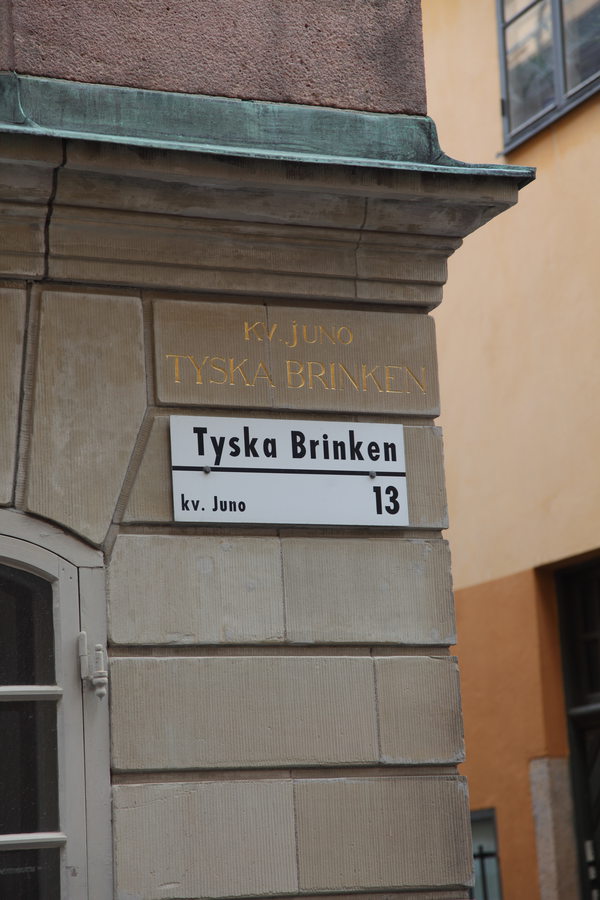 KV. JUNO
TYSKA BRINKEN
Tyska Brinken
kv. Juno 13